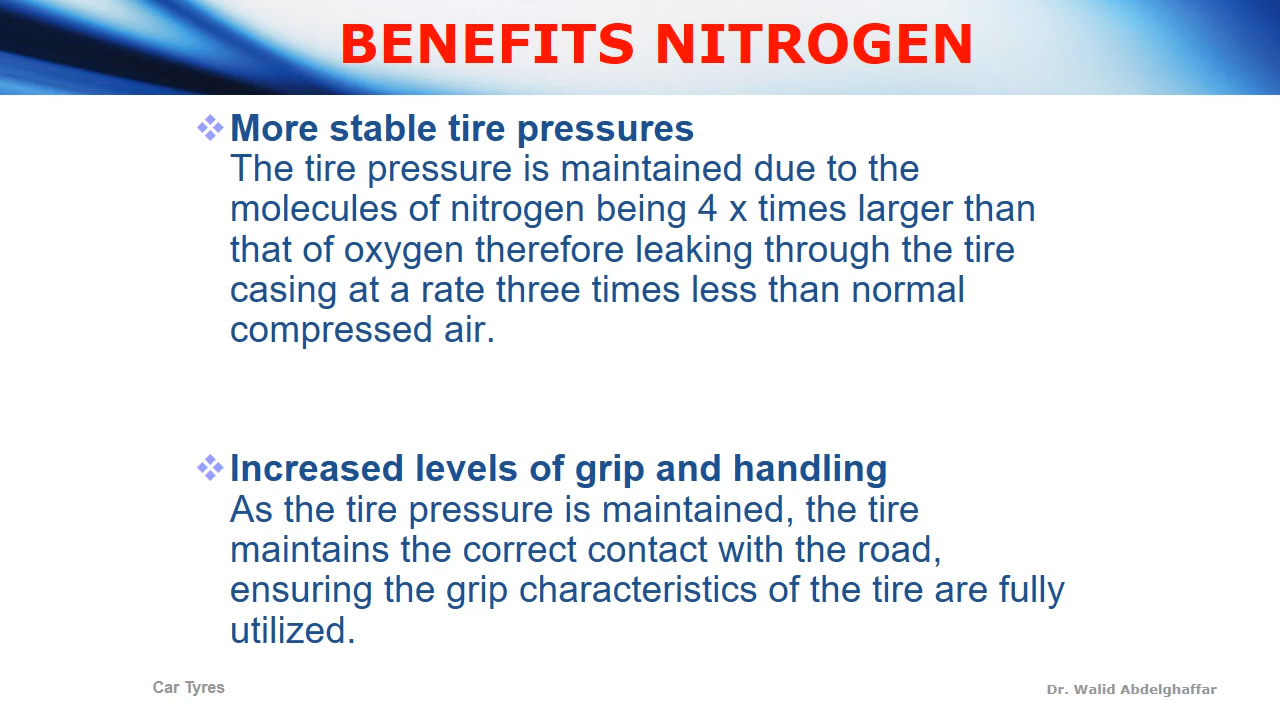 BENEFITS NITROGEN
More stable tire pressures
The tire pressure is maintained due to the
molecules of nitrogen being 4 x times larger than
that of oxygen therefore leaking through the tire
casing at a rate three times less than normal
compressed air.
Increased levels of grip and handling
As the tire pressure is maintained, the tire
maintains the correct contact with the road,
ensuring the grip characteristics of the tire are fully
utilized.
Car Tyres
Dr. Walid Abdelghaffar